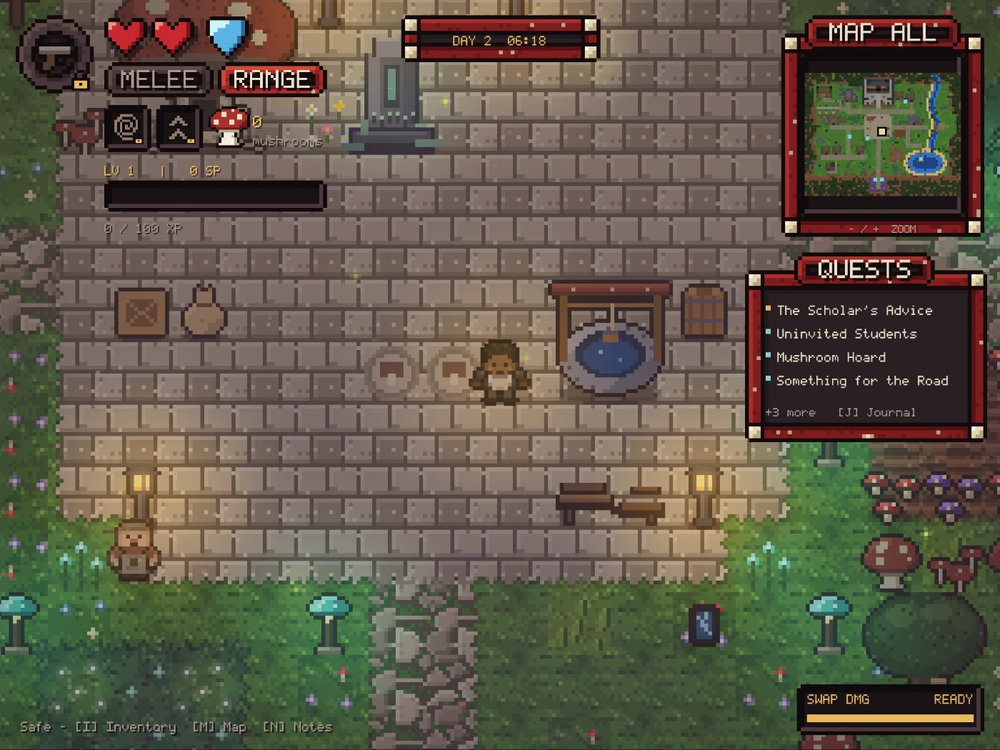 DAY 2 06:18
MAP ALL
MELEE
RANGE
0
mushrooms
LV 1 | 0 SP
0 / 100 XP
- / + ZOOM
QUESTS
The Scholar's Advice
Uninvited Students
Mushroom Hoard
Something for the Road
+3 more [J] Journal
SWAP DMG READY
Safe - [I] Inventory [M] Map [N] Notes